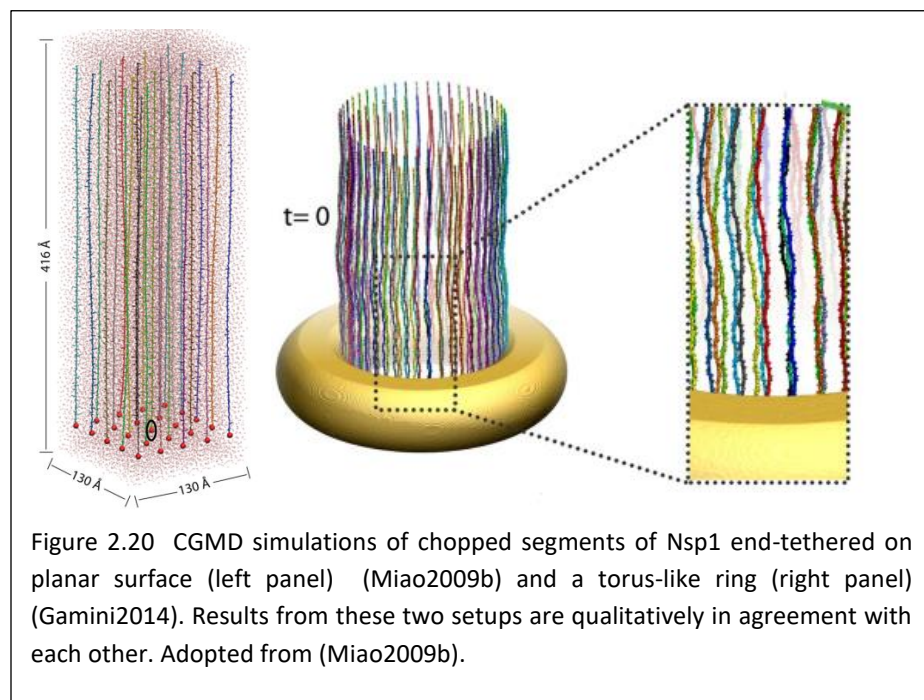 416 Å
130 Å
130 Å
t= 0
Figure 2.20 CGMD simulations of chopped segments of Nsp1 end-tethered on
planar surface (left panel) (Miao2009b) and a torus-like ring (right panel)
(Gamini2014). Results from these two setups are qualitatively in agreement with
each other. Adopted from (Miao2009b).